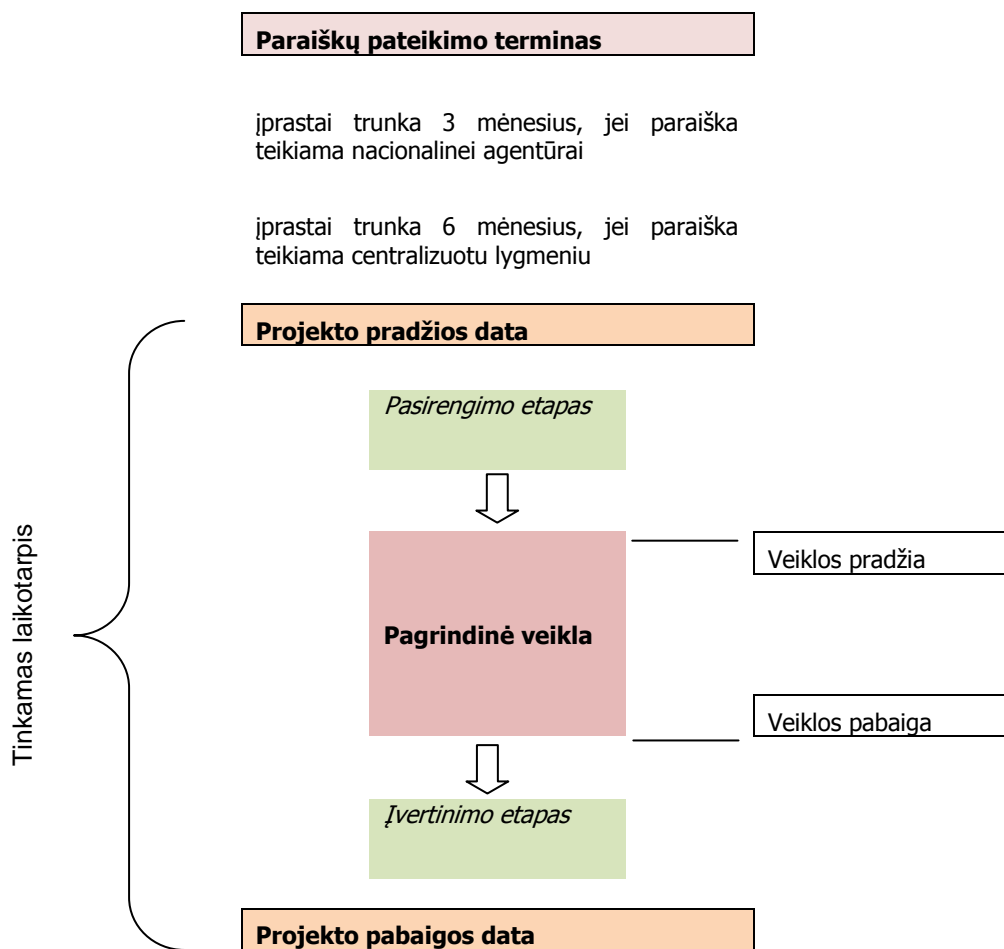 Paraiškų pateikimo terminas
įprastai trunka 3 mėnesius, jei paraiška
teikiama nacionalinei agentūrai
įprastai trunka 6 mėnesius, jei paraiška
teikiama centralizuotu lygmeniu
Projekto pradžios data
Pasirengimo etapas
Tinkamas laikotarpis
Veiklos pradžia
Pagrindinė veikla
Veiklos pabaiga
Įvertinimo etapas
Projekto pabaigos data